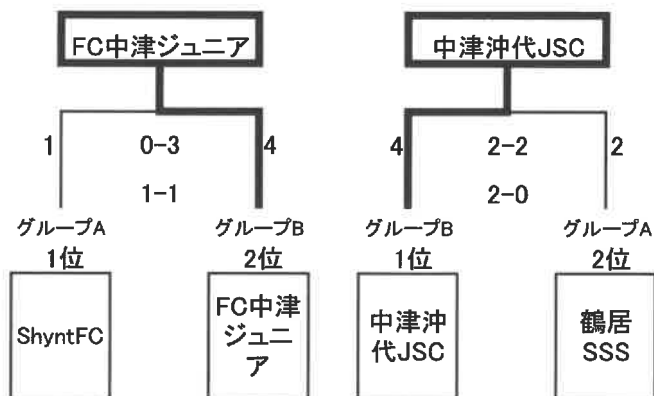 FC中津ジュニア 中津沖代JSC
1 0-3 4 4 2-2 2
1-1 2-0
グループA グループB グループB グループA
1位 2位 1位 2位
ShyntFC
FC中津
ジュニ
ア
中津沖
代JSC
鶴居
SSS